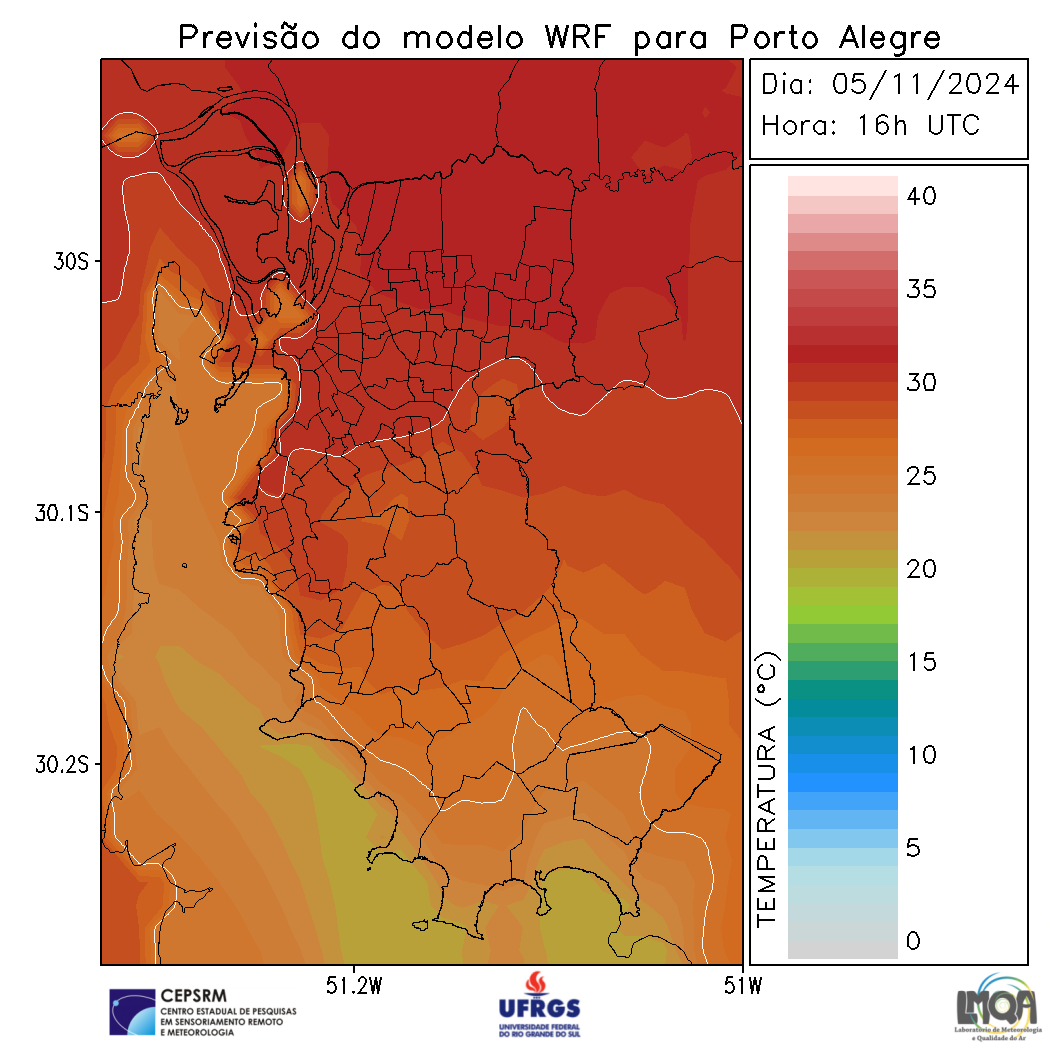 Previsão do modelo WRF para Porto Alegre
Dia: 05/11/2024
Hora: 16h UTC
40
35
30
25
20
15
10
5
0
TEMPERATURA (°C)
30S
30.1S
30.2S
51.2W
51W
CEPSRM
CENTRO ESTADUAL DE PESQUISAS
EM SENSORIAMENTO REMOTO
E METEOROLOGIA
UFRGS
UNIVERSIDADE FEDERAL
DO RIO GRANDE DO SUL
LMQA
Laboratório de Meteorologia
e Qualidade do Ar